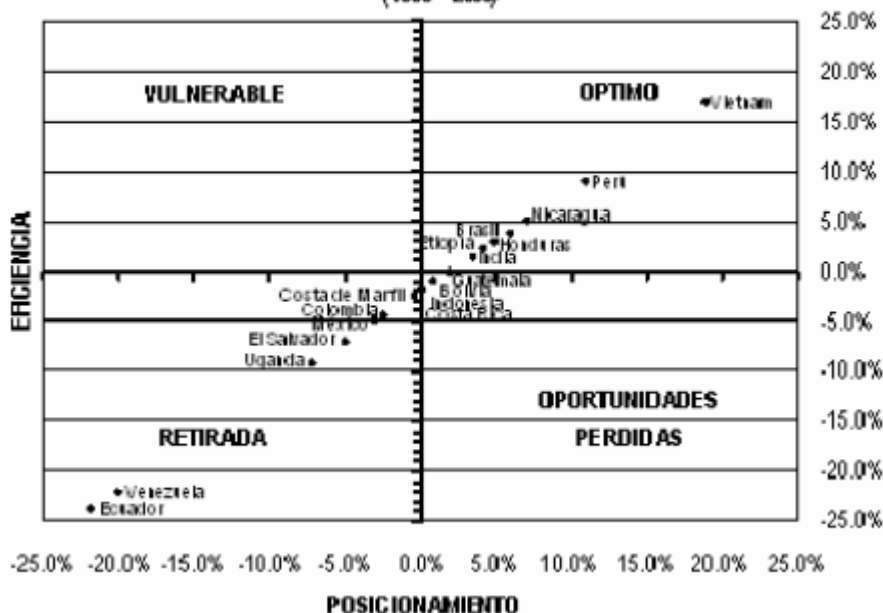 25.0%
20.0%
15.0%
10.0%
5.0%
0.0%
-5.0%
-10.0%
-15.0%
-20.0%
-25.0%
VULNERABLE
OPTIMO
Vietnam
Perú
Nicaragua
Brasil
Etiopía
Honduras
India
Guatemala
Bolivia
Costa de Marfil
Indonesia
Colombia
Costa Rica
México
El Salvador
Uganda
EFICIENCIA
OPORTUNIDADES
RETIRADA
PERDIDAS
Venezuela
Ecuador
-25.0% -20.0% -15.0% -10.0% -5.0% 0.0% 5.0% 10.0% 15.0% 20.0% 25.0%
POSICIONAMIENTO